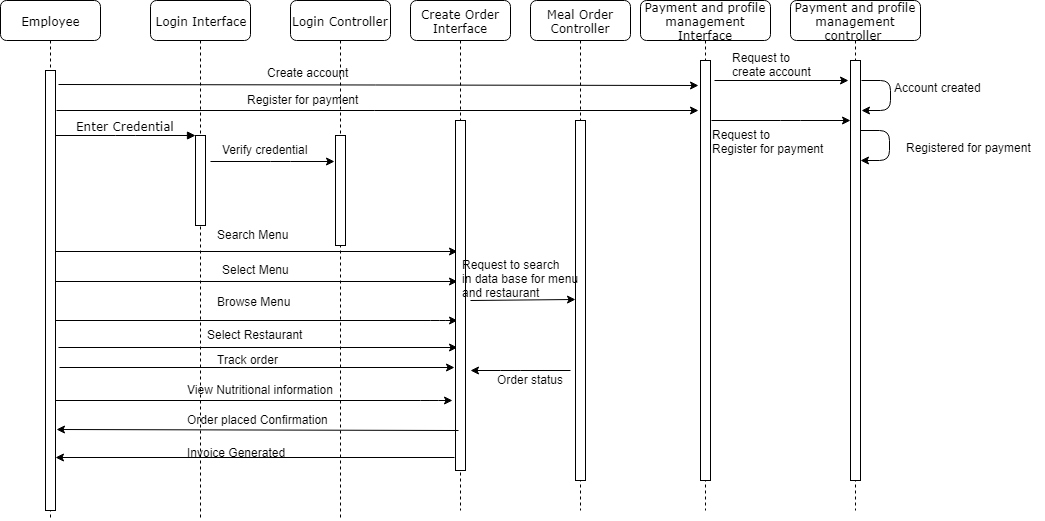 Employee
Login Interface
Login Controller
Create Order
Interface
Meal Order
Controller
Payment and profile
management
Interface
Payment and profile
management
controller
Create account
Request to
create account
Account created
Register for payment
Enter Credential
Request to
Register for payment
Registered for payment
Verify credential
Search Menu
Select Menu
Request to search
in data base for menu
and restaurant
Browse Menu
Select Restaurant
Track order
Order status
View Nutritional information
Order placed Confirmation
Invoice Generated